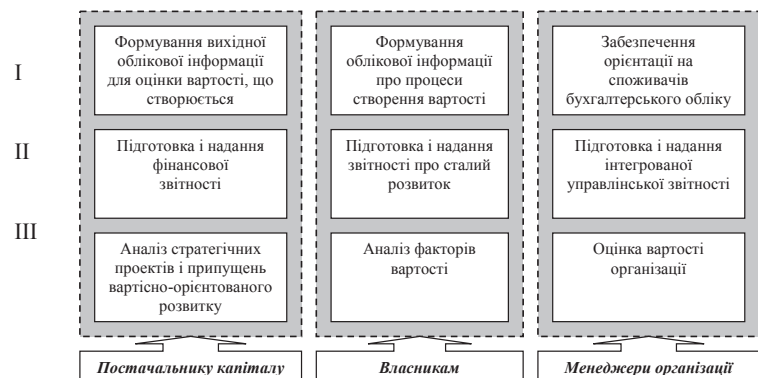 I
Формування вихідної
облікової інформації
для оцінки вартості, що
створюється
Формування
облікової інформації
про процеси
створення вартості
Забезпечення
орієнтації на
споживачів
бухгалтерського обліку
II
Підготовка і надання
фінансової
звітності
Підготовка і надання
звітності про сталий
розвиток
Підготовка і надання
інтегрованої
управлінської звітності
III
Аналіз стратегічних
проектів і припущень
вартісно-орієнтованого
розвитку
Аналіз факторів
вартості
Оцінка вартості
організації
Постачальнику капіталу
Власникам
Менеджери організації